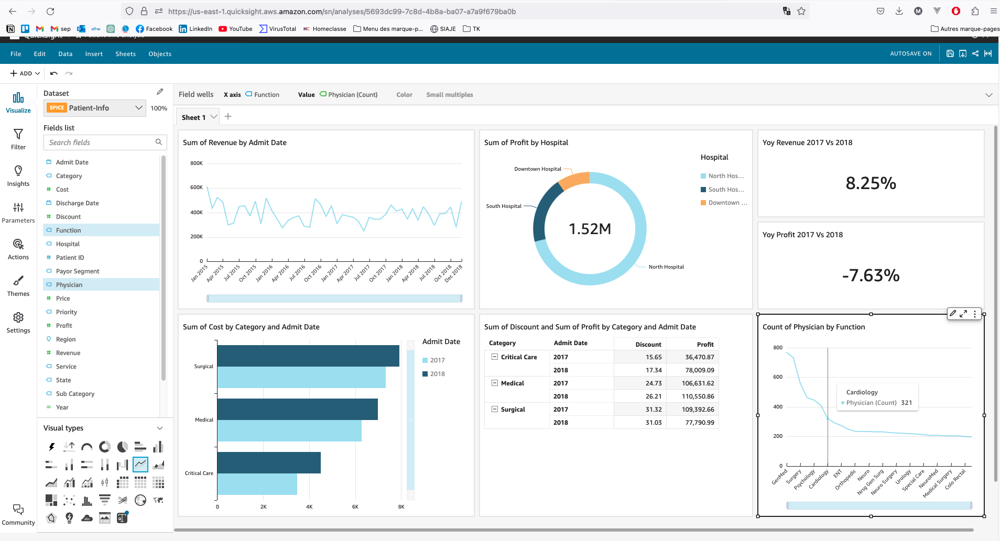 https://us-east-1.quicksight.aws.amazon.com/sn/analyses/5693dc99-7c8d-4b8a-ba07-a7a9f679ba0b
sep
efrei
Facebook
LinkedIn
YouTube
VirusTotal
HC Homeclasse
Menu des marque-p...
SIAJE
TK
Autres marque-pages
QuickSight
File Edit Data Insert Sheets Objects
AUTOSAVE ON
ADD
Visualize
Filter
Insights
Parameters
Actions
Themes
Settings
Community
Dataset
SPICE Patient-Info 100%
Fields list
Search fields
Admit Date
Category
Cost
Discharge Date
Discount
Function
Hospital
Patient ID
Payor Segment
Physician
Price
Priority
Profit
Region
Revenue
Service
State
Sub Category
Year
Visual types
abc
Field wells X axis Function Value Physician (Count) Color Small multiples
Sheet 1
Sum of Revenue by Admit Date
800K
600K
400K
200K
0
Jan 2015 Apr 2015 Jul 2015 Oct 2015 Jan 2016 Apr 2016 Jul 2016 Oct 2016 Jan 2017 Apr 2017 Jul 2017 Oct 2017 Jan 2018 Apr 2018 Jul 2018 Oct 2018 Dec 2018
Sum of Profit by Hospital
Downtown Hospital
South Hospital
1.52M
North Hospital
Hospital
North Hos...
South Hos...
Downtown ...
Yoy Revenue 2017 Vs 2018
8.25%
Yoy Profit 2017 Vs 2018
-7.63%
Sum of Cost by Category and Admit Date
Surgical
Medical
Critical Care
0 2K 4K 6K 8K
Admit Date
2017
2018
Sum of Discount and Sum of Profit by Category and Admit Date
Category Admit Date Discount Profit
Critical Care 2017 15.65 36,470.87
2018 17.34 78,009.09
Medical 2017 24.73 106,631.62
2018 26.21 110,550.86
Surgical 2017 31.32 109,392.66
2018 31.03 77,790.99
Count of Physician by Function
800
600
400
200
0
Cardiology
Physician (Count) 321
GenMed Surgery Psychology Cardiology ENT Orthopedic Neuro Nrsg Gen Surg Neuro Surgery Urology Special Care NeuroMed Medical Surgery Colo Rectal